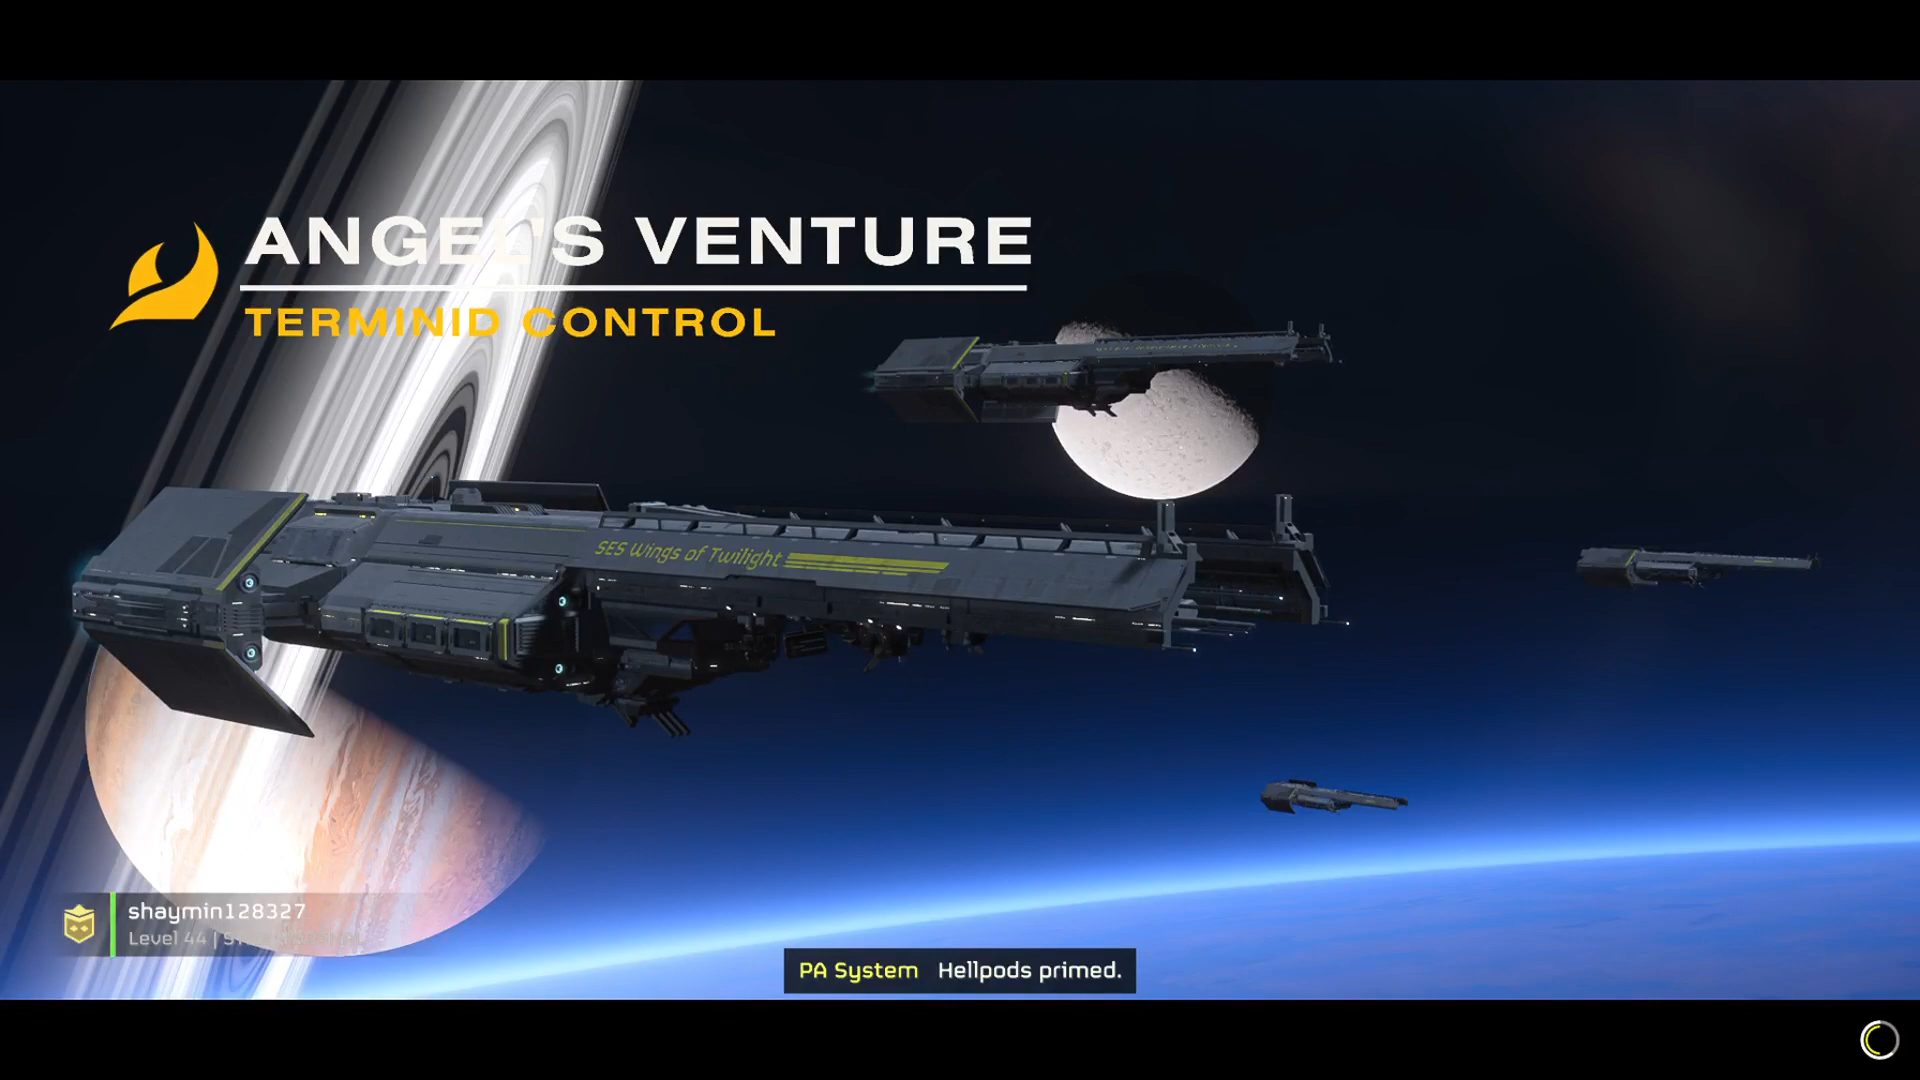 ANGEL'S VENTURE
TERMINID CONTROL
SES Wings of Twilight
shaymin128327
Level 44 |
PA System Hellpods primed.